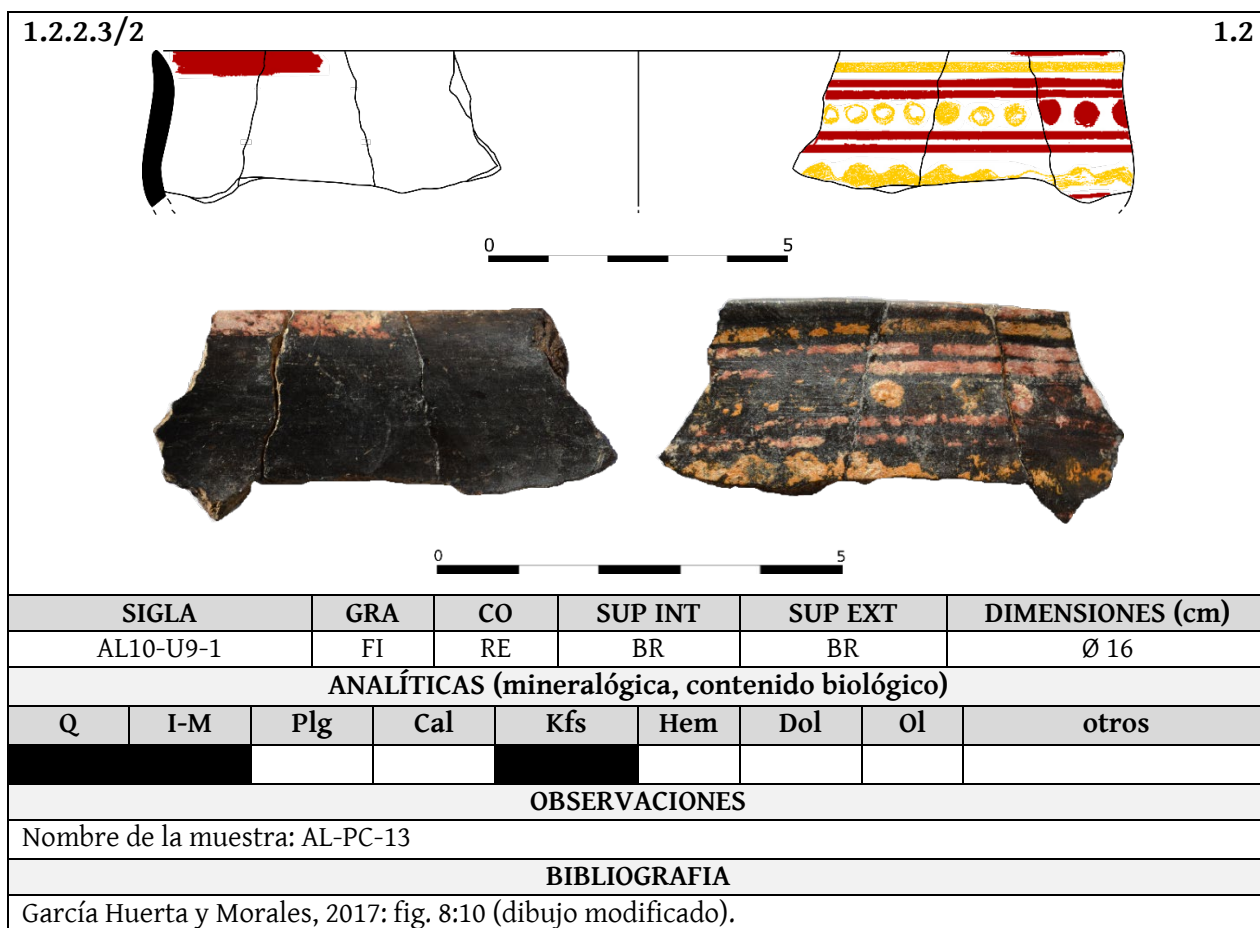 1.2.2.3/2 1.2
0 5
0 5
SIGLA GRA CO SUP INT SUP EXT DIMENSIONES (cm)
AL10-U9-1 FI RE BR BR Ø 16
ANALÍTICAS (mineralógica, contenido biológico)
Q I-M Plg Cal Kfs Hem Dol Ol otros
OBSERVACIONES
Nombre de la muestra: AL-PC-13
BIBLIOGRAFIA
García Huerta y Morales, 2017: fig. 8:10 (dibujo modificado).